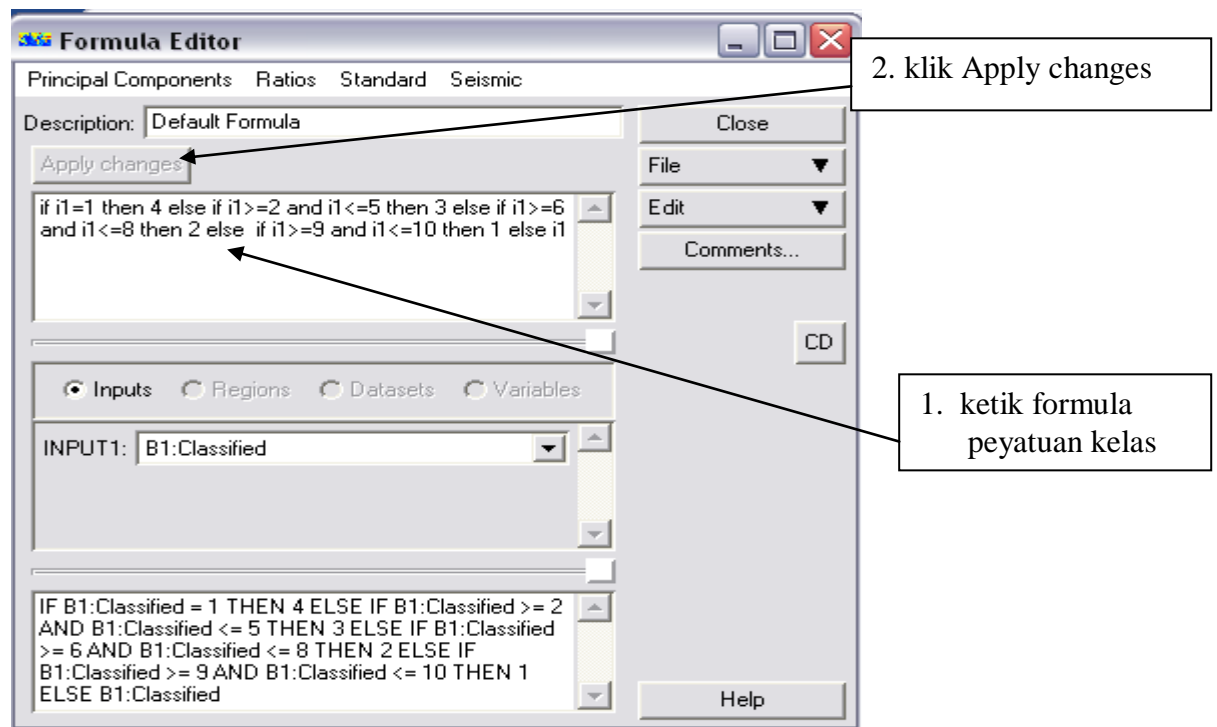 Formula Editor
Principal Components Ratios Standard Seismic
2. klik Apply changes
Description: Default Formula
Close
Apply changes
File
if i1=1 then 4 else if i1>=2 and i1<=5 then 3 else if i1>=6
and i1<=8 then 2 else if i1>=9 and i1<=10 then 1 else i1
Edit
Comments...
CD
Inputs Regions Datasets Variables
1. ketik formula
peyatuan kelas
INPUT1: B1:Classified
IF B1:Classified = 1 THEN 4 ELSE IF B1:Classified >= 2
AND B1:Classified <= 5 THEN 3 ELSE IF B1:Classified
>= 6 AND B1:Classified <= 8 THEN 2 ELSE IF
B1:Classified >= 9 AND B1:Classified <= 10 THEN 1
ELSE B1:Classified
Help